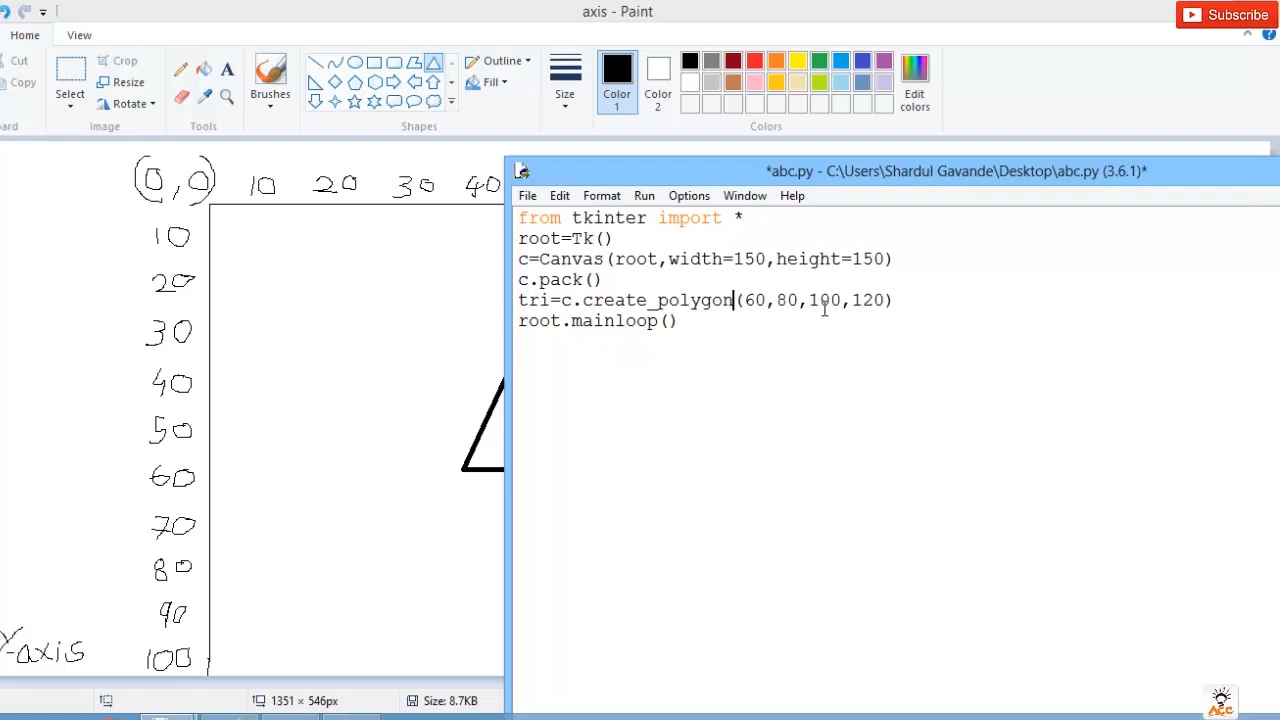 axis - Paint
Subscribe
Home View
Cut
Copy
Select
Crop
Resize
Rotate
Brushes
Outline
Fill
Size
Color 1
Color 2
Edit colors
ard
Image
Tools
Shapes
Colors
(0,0) 10 20 30 40
10
20
30
40
50
60
70
80
90
100
Y-axis
*abc.py - C:\Users\Shardul Gavande\Desktop\abc.py (3.6.1)*
File Edit Format Run Options Window Help
from tkinter import *
root=Tk()
c=Canvas(root,width=150,height=150)
c.pack()
tri=c.create_polygon(60,80,100,120)
root.mainloop()
1351 × 546px
Size: 8.7KB
ACC